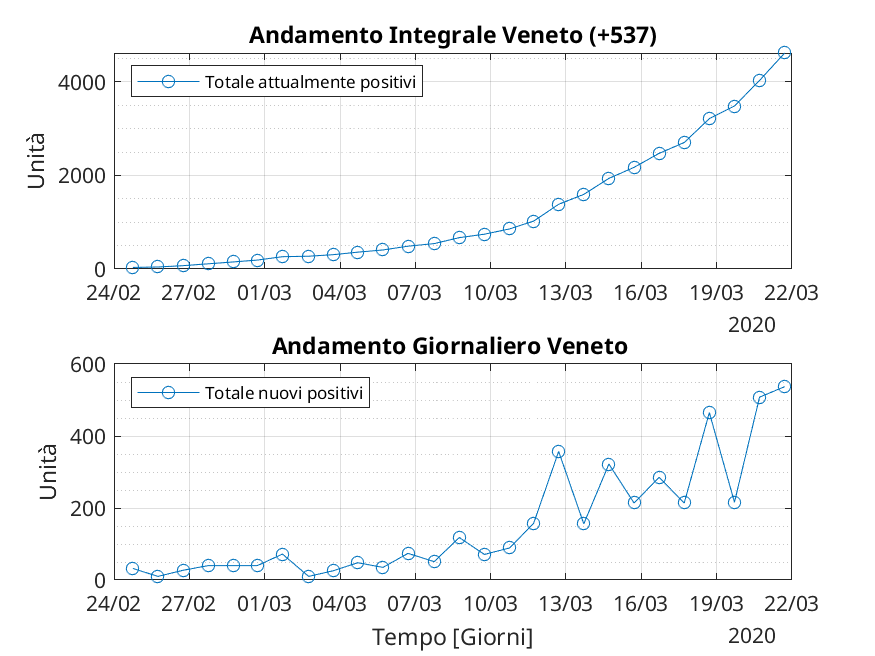 Andamento Integrale Veneto (+537)
Totale attualmente positivi
Unità
4000
2000
0
24/02 27/02 01/03 04/03 07/03 10/03 13/03 16/03 19/03 22/03
2020
Andamento Giornaliero Veneto
Totale nuovi positivi
Unità
600
400
200
0
24/02 27/02 01/03 04/03 07/03 10/03 13/03 16/03 19/03 22/03
Tempo [Giorni]
2020